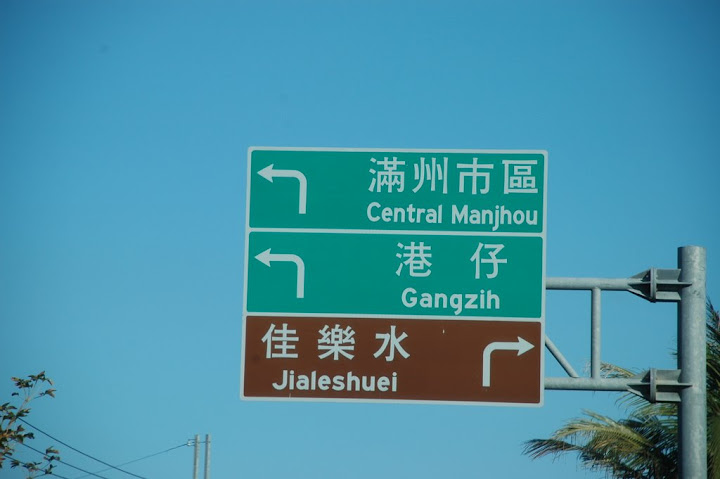 滿州市區
Central Manjhou
港仔
Gangzih
佳樂水
Jialeshuei